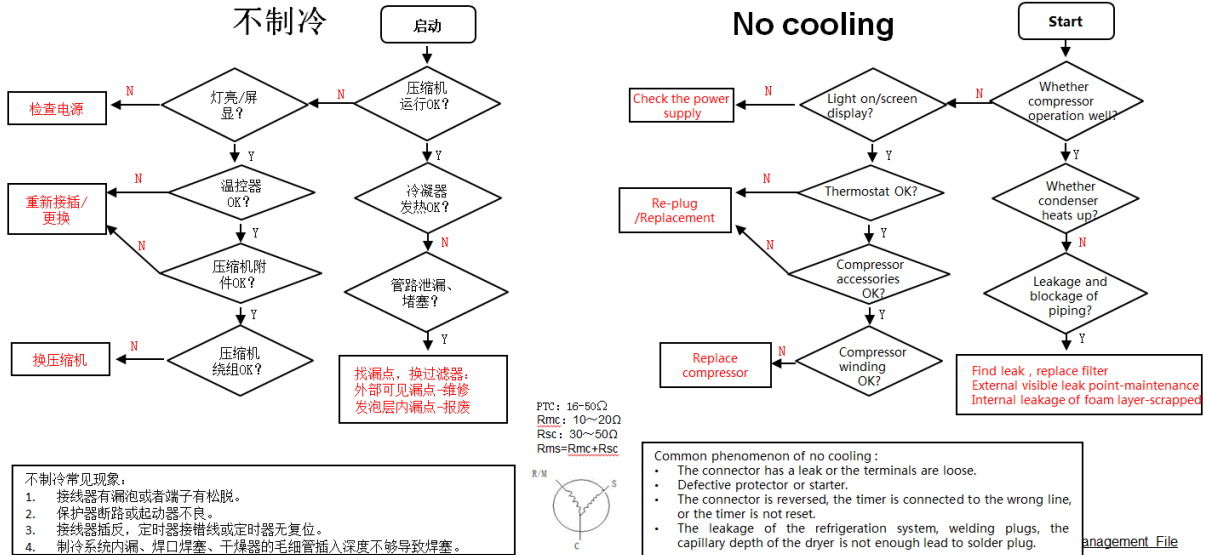 不制冷
启动
压缩机
运行OK?
N
灯亮/屏
显?
N
检查电源
Y
Y
温控器
OK?
N
重新接插/
更换
冷凝器
发热OK?
Y
N
N
压缩机附
件OK?
管路泄漏、
堵塞?
Y
Y
压缩机
绕组OK?
N
换压缩机
找漏点，换过滤器:
外部可见漏点-维修
发泡层内漏点-报废
不制冷常见现象:
1. 接线器有漏泡或者端子有松脱。
2. 保护器断路或起动器不良。
3. 接线器插反，定时器接错线或定时器无复位。
4. 制冷系统内漏、焊口焊塞、干燥器的毛细管插入深度不够导致焊塞。
PTC: 16-50Ω
Rmc: 10～20Ω
Rsc: 30～50Ω
Rms=Rmc+Rsc
R/M
S
C
No cooling
Start
Whether
compressor
operation well?
N
Light on/screen
display?
N
Check the power
supply
Y
Y
Thermostat OK?
N
Re-plug
/Replacement
Whether
condenser
heats up?
Y
N
N
Compressor
accessories
OK?
Leakage and
blockage of
piping?
Y
Y
Compressor
winding
OK?
N
Replace
compressor
Find leak , replace filter
External visible leak point-maintenance
Internal leakage of foam layer-scrapped
Common phenomenon of no cooling :
• The connector has a leak or the terminals are loose.
• Defective protector or starter.
• The connector is reversed, the timer is connected to the wrong line,
or the timer is not reset.
• The leakage of the refrigeration system, welding plugs, the
capillary depth of the dryer is not enough lead to solder plug.
anagement File